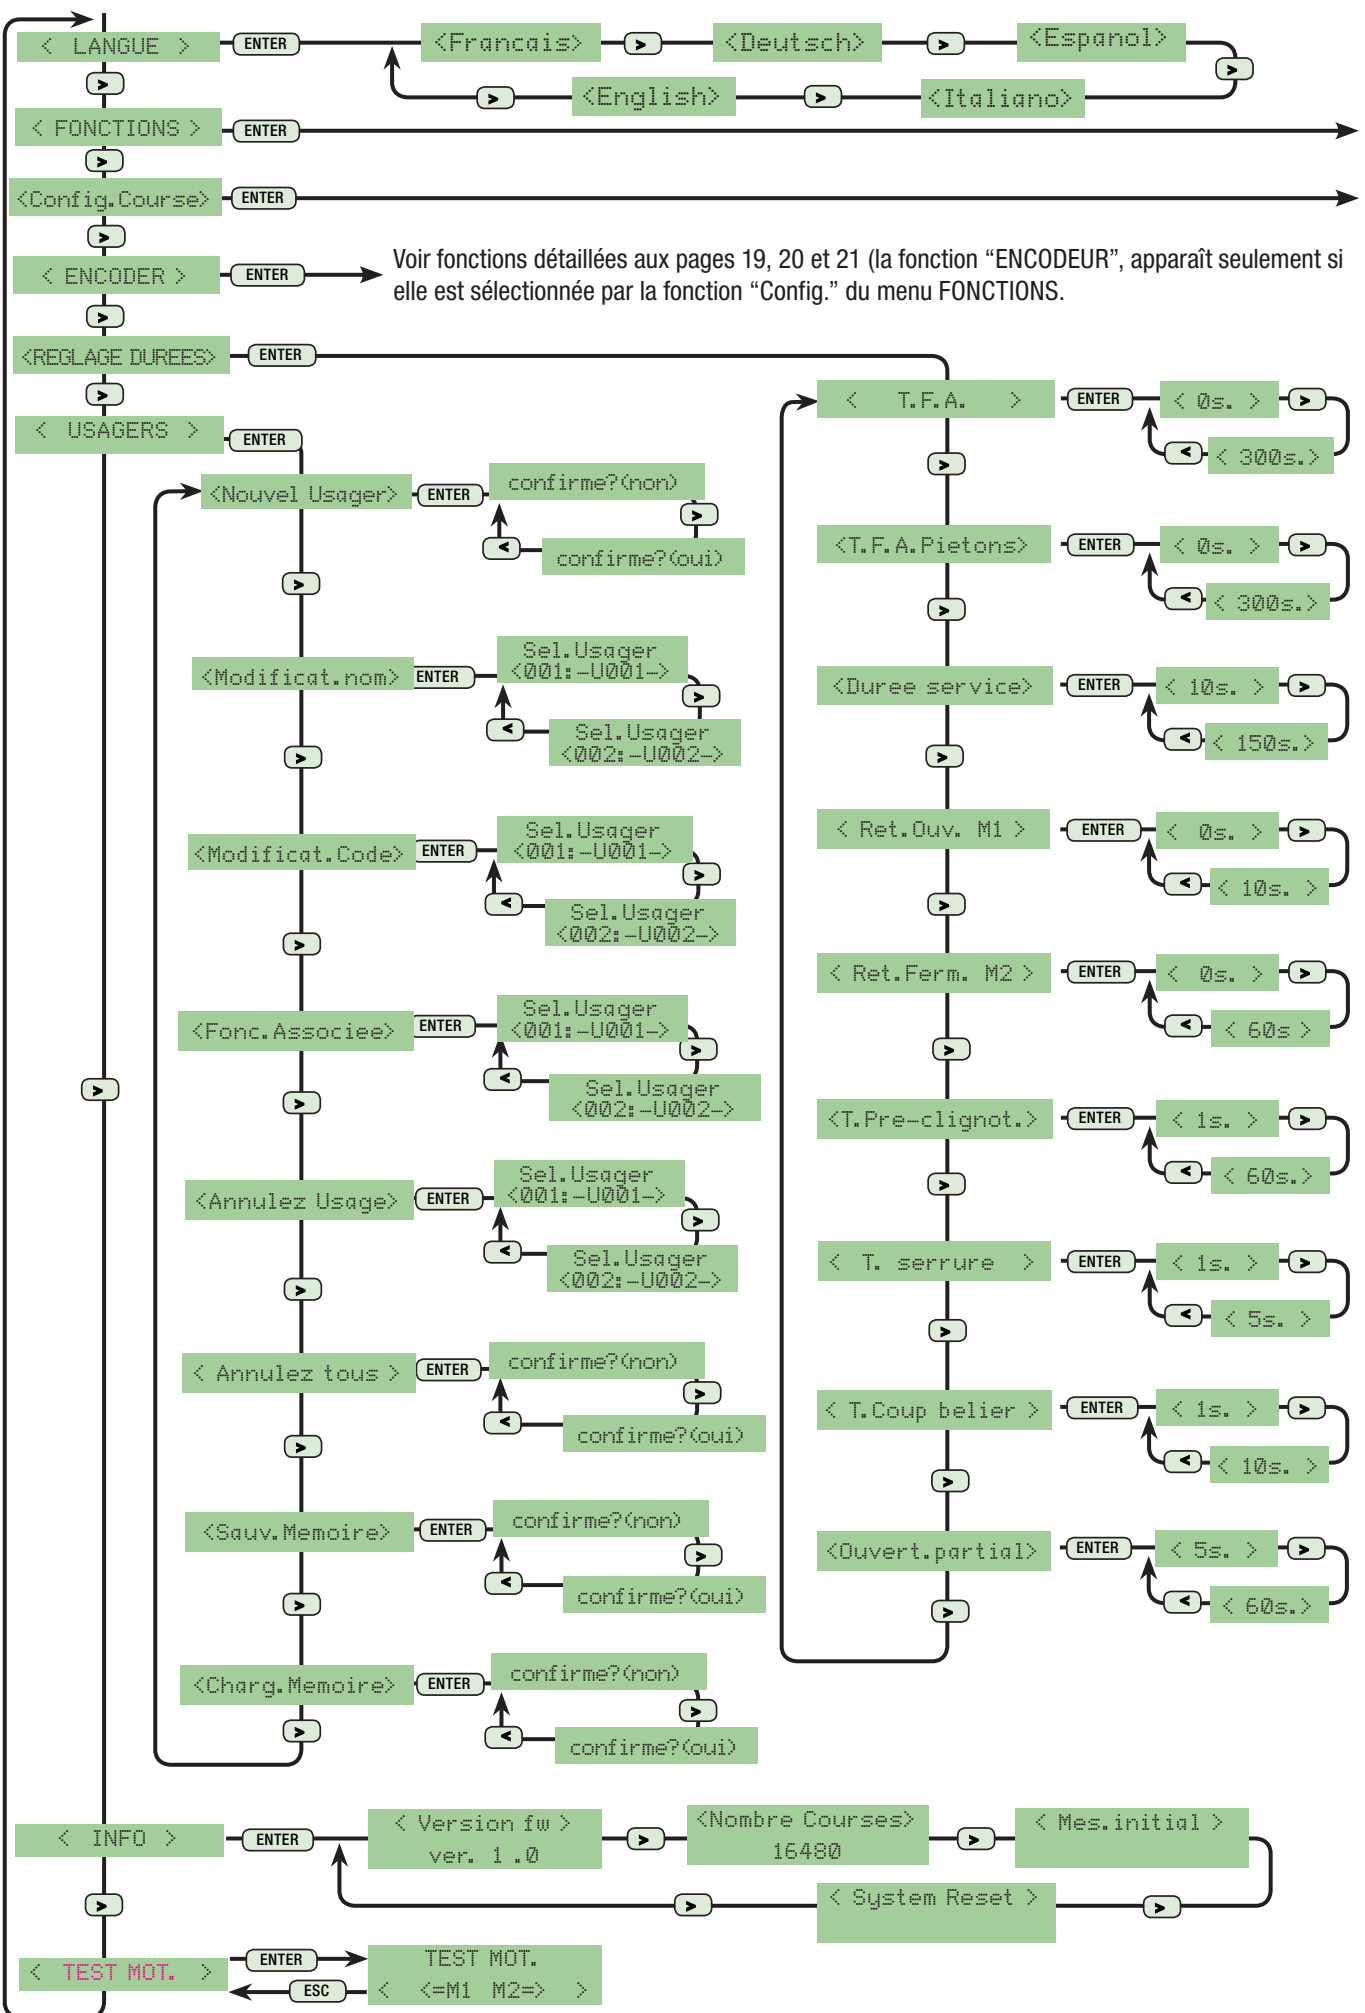 < LANGUE > ENTER <Francais> > <Deutsch> > <Espanol>
> > <English> > <Italiano> >
< FONCTIONS > ENTER
>
<Config.Course> ENTER
>
< ENCODER > ENTER
Voir fonctions détaillées aux pages 19, 20 et 21 (la fonction “ENCODEUR”, apparaît seulement si
elle est sélectionnée par la fonction “Config.” du menu FONCTIONS.
>
<REGLAGE DUREES> ENTER
>
< USAGERS > ENTER
>
<Nouvel Usager> ENTER confirme?(non) >
< confirme?(oui)
>
<Modificat.nom> ENTER Sel.Usager
<001:-U001-> >
< Sel.Usager
<002:-U002->
>
<Modificat.Code> ENTER Sel.Usager
<001:-U001-> >
< Sel.Usager
<002:-U002->
>
<Fonc.Associee> ENTER Sel.Usager
<001:-U001-> >
< Sel.Usager
<002:-U002->
>
<Annulez Usage> ENTER Sel.Usager
<001:-U001-> >
< Sel.Usager
<002:-U002->
>
< Annulez tous > ENTER confirme?(non) >
< confirme?(oui)
>
<Sauv.Memoire> ENTER confirme?(non) >
< confirme?(oui)
>
<Charg.Memoire> ENTER confirme?(non) >
< confirme?(oui)
>
< T.F.A. > ENTER < 0s. > >
< < 300s.>
>
<T.F.A.Pietons> ENTER < 0s. > >
< < 300s.>
>
<Duree service> ENTER < 10s. > >
< < 150s.>
>
< Ret.Ouv. M1 > ENTER < 0s. > >
< < 10s. >
>
< Ret.Ferm. M2 > ENTER < 0s. > >
< < 60s >
>
<T.Pre-clignot.> ENTER < 1s. > >
< < 60s.>
>
< T. serrure > ENTER < 1s. > >
< < 5s. >
>
< T.Coup belier > ENTER < 1s. > >
< < 10s. >
>
<Ouvert.partial> ENTER < 5s. > >
< < 60s.>
>
< INFO > ENTER < Version fw > > <Nombre Courses> > < Mes.initial >
ver. 1 .0 16480
> > < System Reset > >
< TEST MOT. > ENTER TEST MOT.
ESC < <=M1 M2=> >